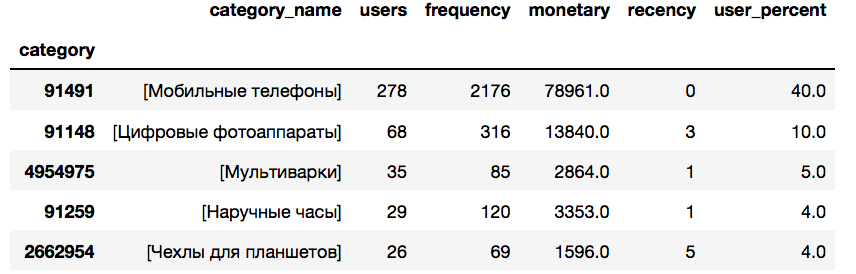 category_name users frequency monetary recency user_percent
category
91491 [Мобильные телефоны] 278 2176 78961.0 0 40.0
91148 [Цифровые фотоаппараты] 68 316 13840.0 3 10.0
4954975 [Мультиварки] 35 85 2864.0 1 5.0
91259 [Наручные часы] 29 120 3353.0 1 4.0
2662954 [Чехлы для планшетов] 26 69 1596.0 5 4.0